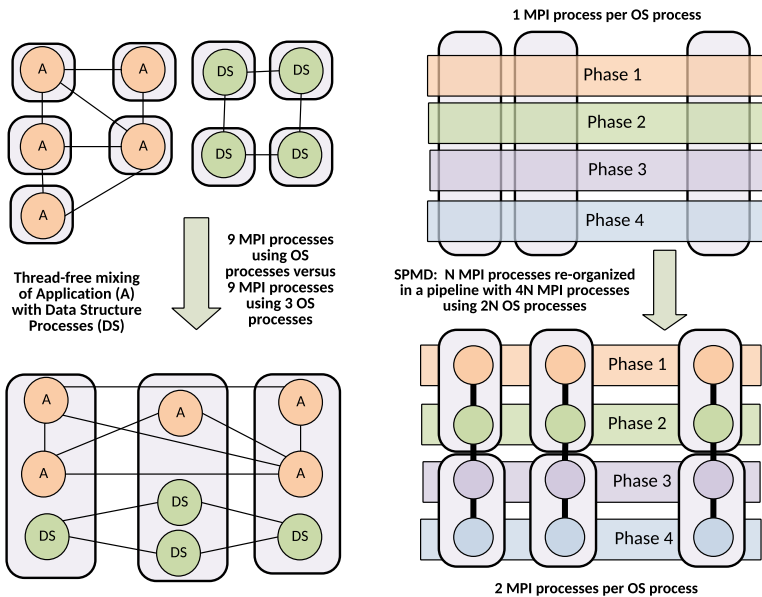 1 MPI process per OS process
A
A
DS
DS
A
A
DS
DS
A
Phase 1
Phase 2
Phase 3
Phase 4
9 MPI processes
using OS
processes versus
9 MPI processes
using 3 OS
processes
Thread-free mixing
of Application (A)
with Data Structure
Processes (DS)
SPMD: N MPI processes re-organized
in a pipeline with 4N MPI processes
using 2N OS processes
A
A
A
A
A
DS
DS
DS
DS
Phase 1
Phase 2
Phase 3
Phase 4
2 MPI processes per OS process